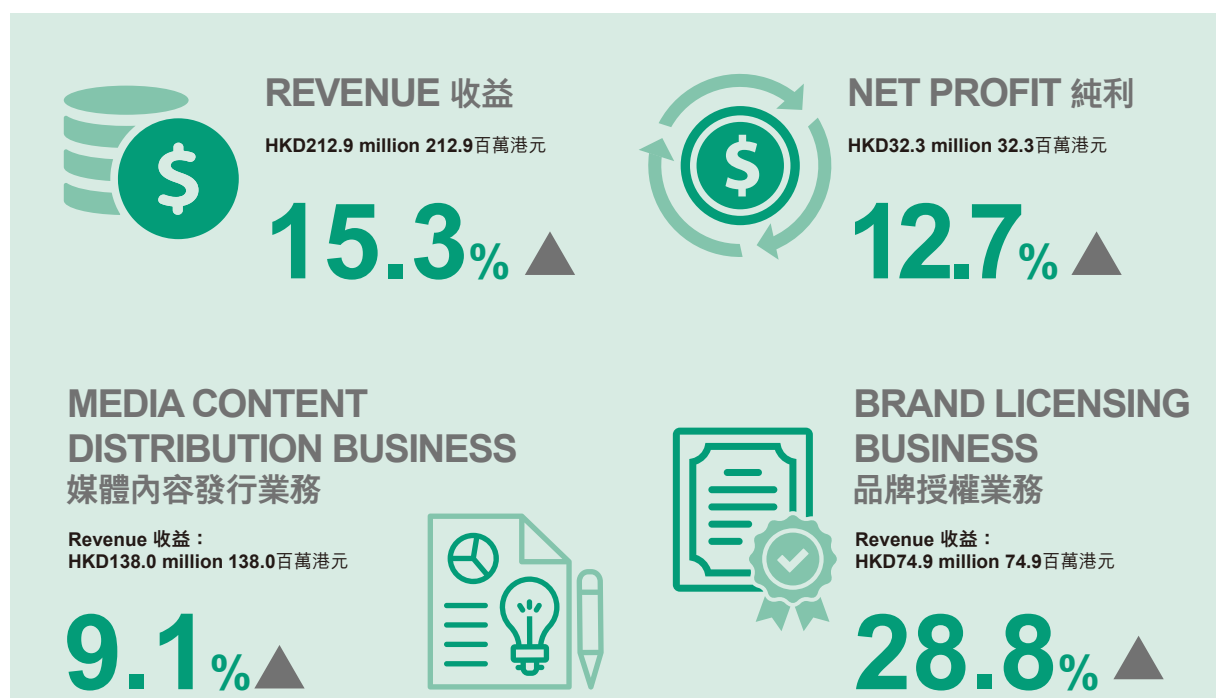 REVENUE 收益
HKD212.9 million 212.9百萬港元
15.3%
NET PROFIT 純利
HKD32.3 million 32.3百萬港元
12.7%
MEDIA CONTENT
DISTRIBUTION BUSINESS
媒體內容發行業務
Revenue 收益：
HKD138.0 million 138.0百萬港元
9.1%
BRAND LICENSING
BUSINESS
品牌授權業務
Revenue 收益：
HKD74.9 million 74.9百萬港元
28.8%